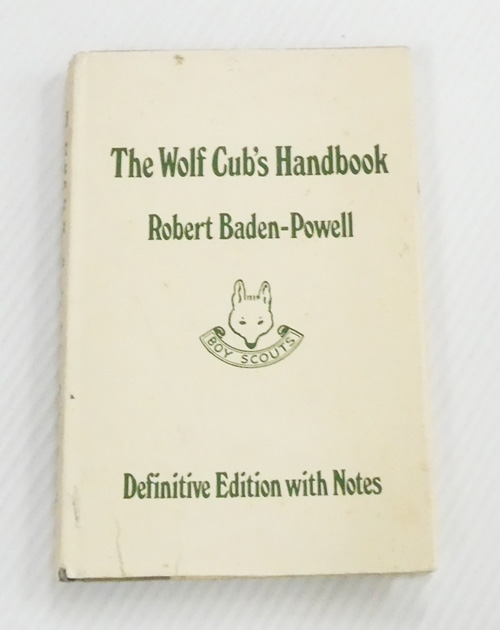 The Wolf Cub's Handbook
Robert Baden-Powell
BOY SCOUTS
Definitive Edition with Notes